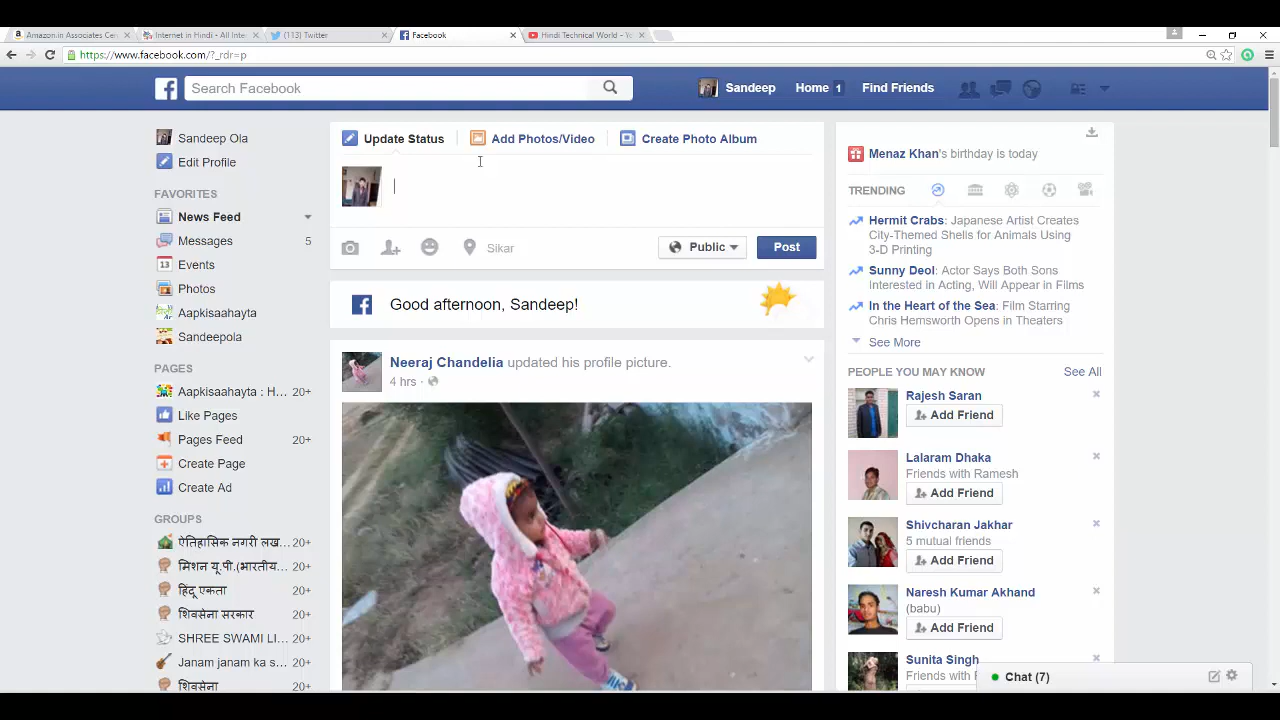 Amazon.in Associates Cen
Internet in Hindi - All Inter
(113) Twitter
Facebook
Hindi Technical World - Yo
https://www.facebook.com/?_rdr=p
Search Facebook
Sandeep
Home 1
Find Friends
Sandeep Ola
Edit Profile
FAVORITES
News Feed
Messages 5
13 Events
Photos
Aapkisaahayta
Sandeepola
PAGES
Aapkisaahayta : H... 20+
Like Pages
Pages Feed 20+
Create Page
Create Ad
GROUPS
ऐतिहासिक नगरी लख... 20+
मिशन यू.पी.(भारतीय... 20+
हिंदू एकता 20+
शिवसेना सरकार 20+
SHREE SWAMI LI... 20+
Janam janam ka s... 20+
शिवसेना 20+
Update Status
Add Photos/Video
Create Photo Album
Sikar
Public
Post
Good afternoon, Sandeep!
Neeraj Chandelia updated his profile picture.
4 hrs ·
Menaz Khan's birthday is today
TRENDING
Hermit Crabs: Japanese Artist Creates
City-Themed Shells for Animals Using
3-D Printing
Sunny Deol: Actor Says Both Sons
Interested in Acting, Will Appear in Films
In the Heart of the Sea: Film Starring
Chris Hemsworth Opens in Theaters
See More
PEOPLE YOU MAY KNOW See All
Rajesh Saran
Add Friend
Lalaram Dhaka
Friends with Ramesh
Add Friend
Shivcharan Jakhar
5 mutual friends
Add Friend
Naresh Kumar Akhand
(babu)
Add Friend
Sunita Singh
Friends with
Chat (7)